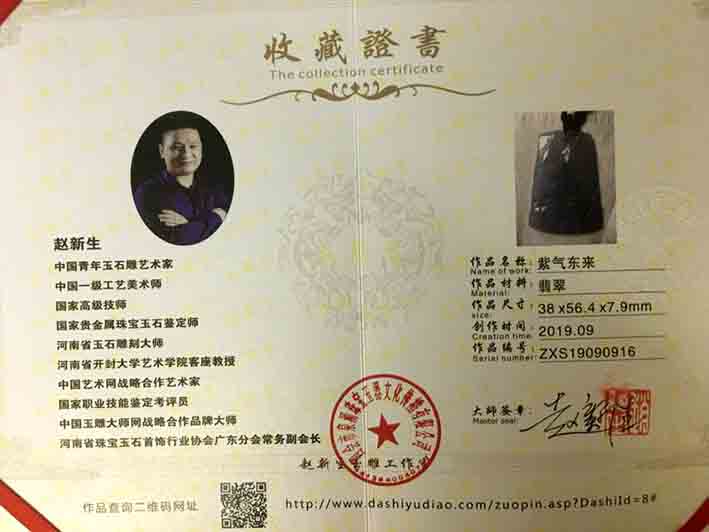 收藏證書
The collection certificate
赵新生
中国青年玉石雕艺术家
中国一级工艺美术师
国家高级技师
国家贵金属珠宝玉石鉴定师
河南省玉石雕刻大师
河南省开封大学艺术学院客座教授
中国艺术网战略合作艺术家
国家职业技能鉴定考评员
中国玉雕大师网战略合作品牌大师
河南省珠宝玉石首饰行业协会广东分会常务副会长
作品名称: 紫气东来
Name of work:
作品材料: 翡翠
Material:
作品尺寸: 38x56.4x7.9mm
size:
创作时间: 2019.09
Creation time:
作品编号: ZXS19090916
Serial number:
大師签章:
Master seal:
赵新生玉雕工作
作品查询二维码网址
http://www.dashiyudiao.com/zuopin.asp?DashiId=8#